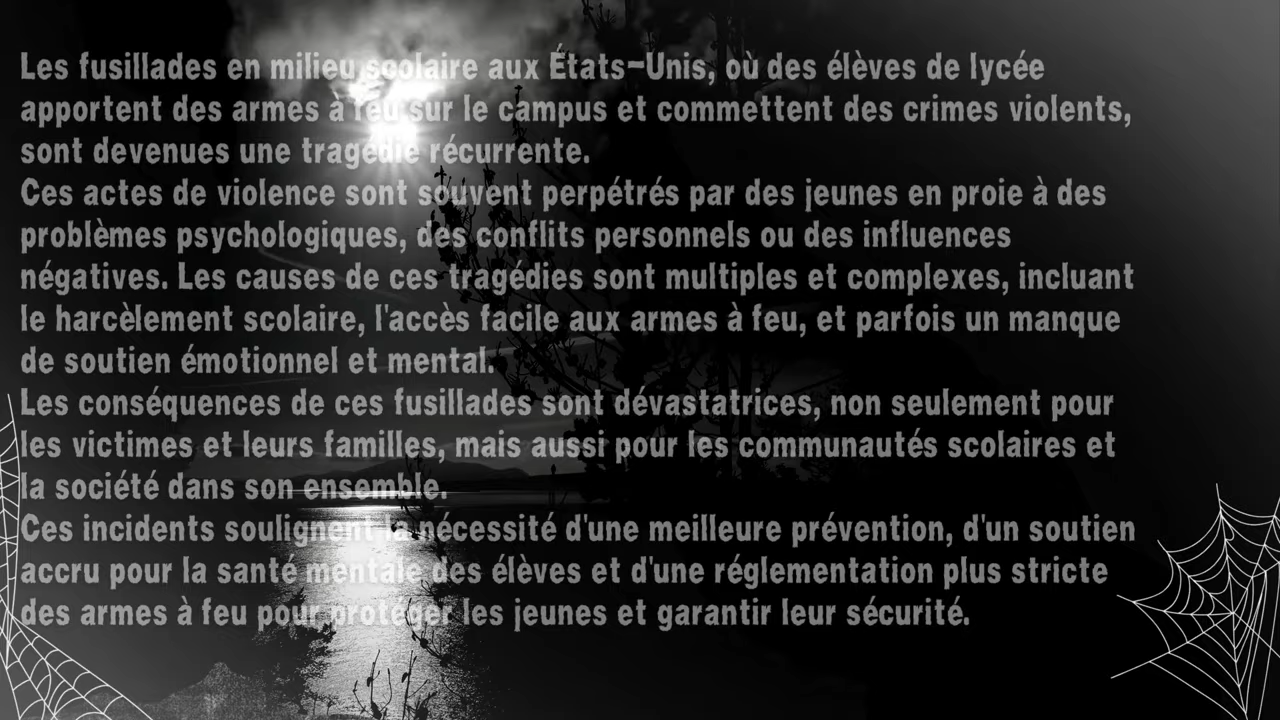 Les fusillades en milieu scolaire aux États-Unis, où des élèves de lycée
apportent des armes à feu sur le campus et commettent des crimes violents,
sont devenues une tragédie récurrente.
Ces actes de violence sont souvent perpétrés par des jeunes en proie à des
problèmes psychologiques, des conflits personnels ou des influences
négatives. Les causes de ces tragédies sont multiples et complexes, incluant
le harcèlement scolaire, l'accès facile aux armes à feu, et parfois un manque
de soutien émotionnel et mental.
Les conséquences de ces fusillades sont dévastatrices, non seulement pour
les victimes et leurs familles, mais aussi pour les communautés scolaires et
la société dans son ensemble.
Ces incidents soulignent la nécessité d'une meilleure prévention, d'un soutien
accru pour la santé mentale des élèves et d'une réglementation plus stricte
des armes à feu pour protéger les jeunes et garantir leur sécurité.